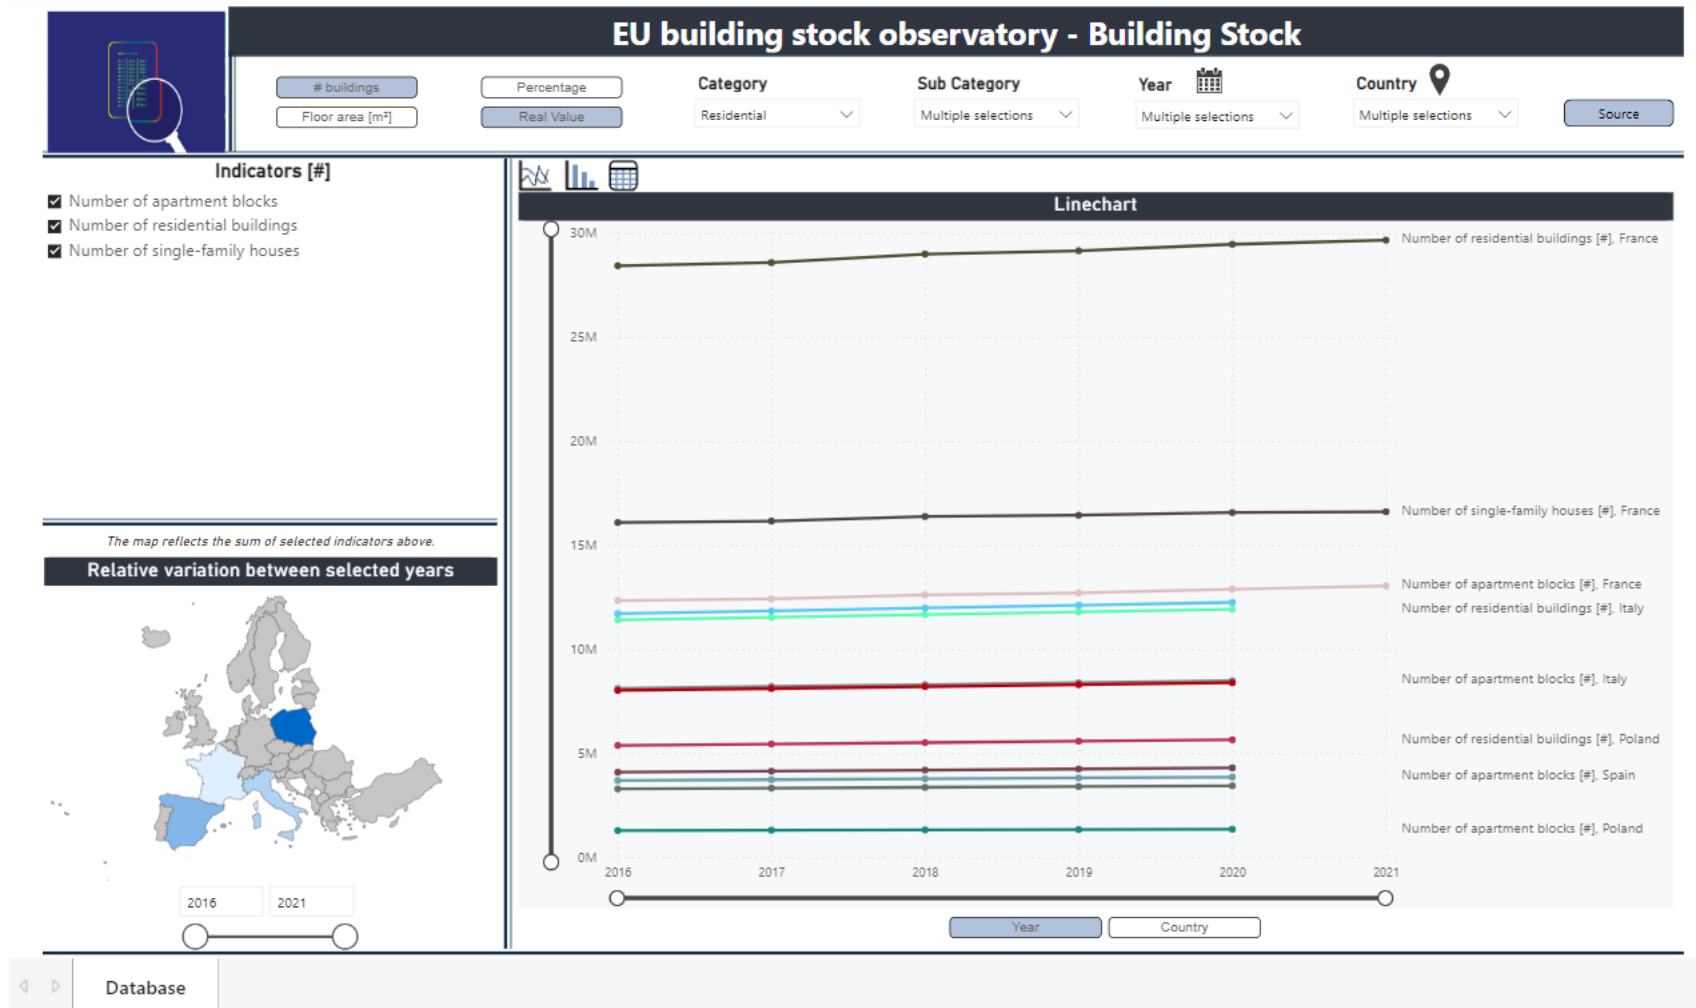 EU building stock observatory - Building Stock
# buildings
Floor area [m²]
Percentage
Real Value
Category
Residential
Sub Category
Multiple selections
Year
Multiple selections
Country
Multiple selections
Source
Indicators [#]
Number of apartment blocks
Number of residential buildings
Number of single-family houses
The map reflects the sum of selected indicators above.
Relative variation between selected years
2016
2021
Linechart
30M
25M
20M
15M
10M
5M
0M
2016
2017
2018
2019
2020
2021
Number of residential buildings [#], France
Number of single-family houses [#], France
Number of apartment blocks [#], France
Number of residential buildings [#], Italy
Number of apartment blocks [#], Italy
Number of residential buildings [#], Poland
Number of apartment blocks [#], Spain
Number of apartment blocks [#], Poland
Year
Country
Database